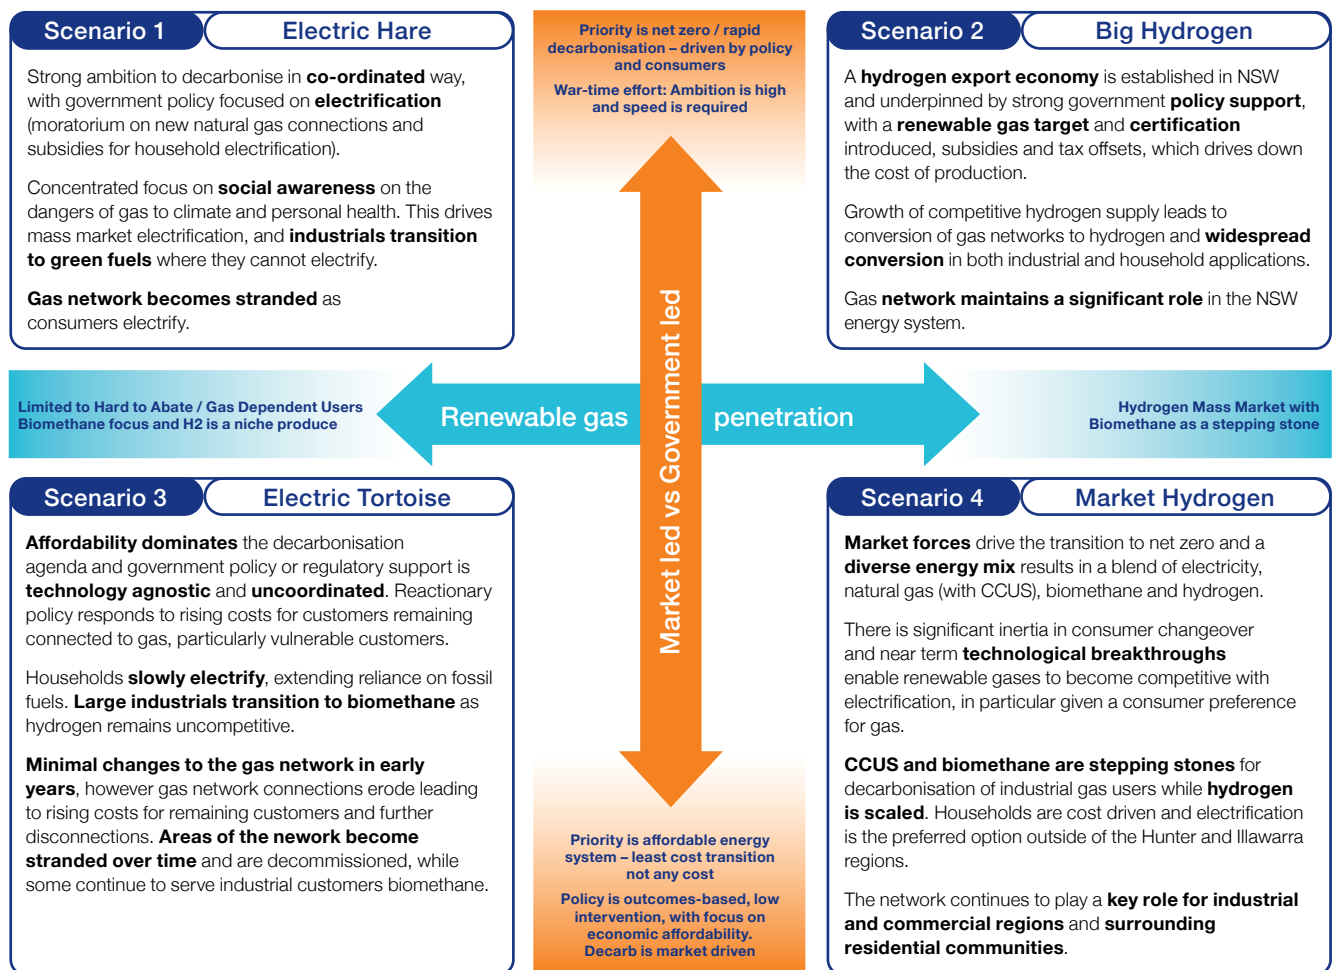 Scenario 1
Electric Hare
Strong ambition to decarbonise in co-ordinated way,
with government policy focused on electrification
(moratorium on new natural gas connections and
subsidies for household electrification).
Concentrated focus on social awareness on the
dangers of gas to climate and personal health. This drives
mass market electrification, and industrials transition
to green fuels where they cannot electrify.
Gas network becomes stranded as
consumers electrify.
Priority is net zero / rapid
decarbonisation – driven by policy
and consumers
War-time effort: Ambition is high
and speed is required
Scenario 2
Big Hydrogen
A hydrogen export economy is established in NSW
and underpinned by strong government policy support,
with a renewable gas target and certification
introduced, subsidies and tax offsets, which drives down
the cost of production.
Growth of competitive hydrogen supply leads to
conversion of gas networks to hydrogen and widespread
conversion in both industrial and household applications.
Gas network maintains a significant role in the NSW
energy system.
Limited to Hard to Abate / Gas Dependent Users
Biomethane focus and H2 is a niche produce
Renewable gas penetration
Market led vs Government led
Hydrogen Mass Market with
Biomethane as a stepping stone
Scenario 3
Electric Tortoise
Affordability dominates the decarbonisation
agenda and government policy or regulatory support is
technology agnostic and uncoordinated. Reactionary
policy responds to rising costs for customers remaining
connected to gas, particularly vulnerable customers.
Households slowly electrify, extending reliance on fossil
fuels. Large industrials transition to biomethane as
hydrogen remains uncompetitive.
Minimal changes to the gas network in early
years, however gas network connections erode leading
to rising costs for remaining customers and further
disconnections. Areas of the nework become
stranded over time and are decommissioned, while
some continue to serve industrial customers biomethane.
Priority is affordable energy
system – least cost transition
not any cost
Policy is outcomes-based, low
intervention, with focus on
economic affordability.
Decarb is market driven
Scenario 4
Market Hydrogen
Market forces drive the transition to net zero and a
diverse energy mix results in a blend of electricity,
natural gas (with CCUS), biomethane and hydrogen.
There is significant inertia in consumer changeover
and near term technological breakthroughs
enable renewable gases to become competitive with
electrification, in particular given a consumer preference
for gas.
CCUS and biomethane are stepping stones for
decarbonisation of industrial gas users while hydrogen
is scaled. Households are cost driven and electrification
is the preferred option outside of the Hunter and Illawarra
regions.
The network continues to play a key role for industrial
and commercial regions and surrounding
residential communities.